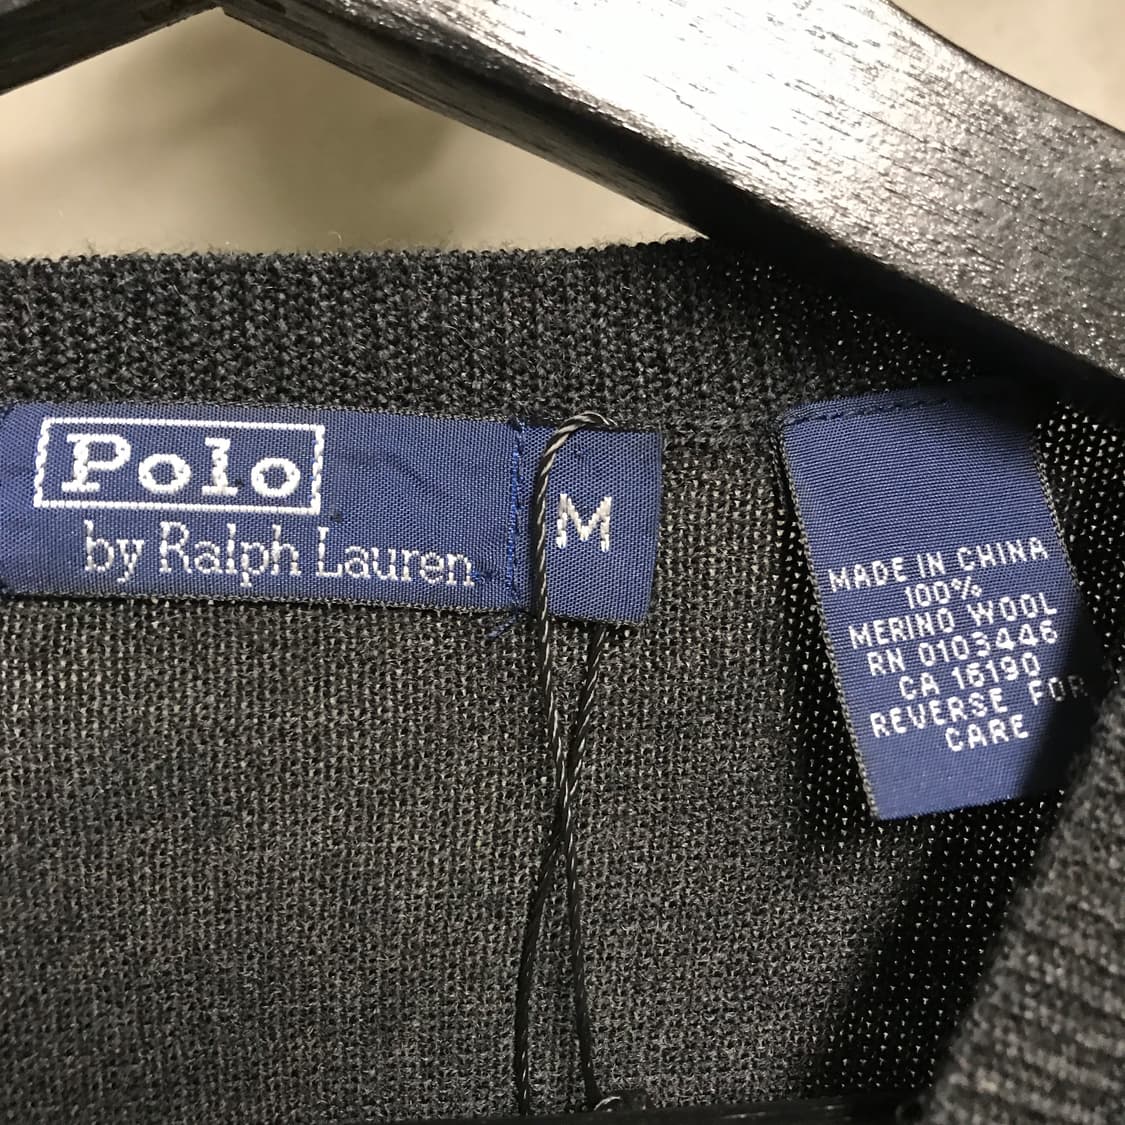 Polo
by Ralph Lauren
M
MADE IN CHINA
100%
MERINO WOOL
RN 0103446
CA 16190
REVERSE FOR
CARE